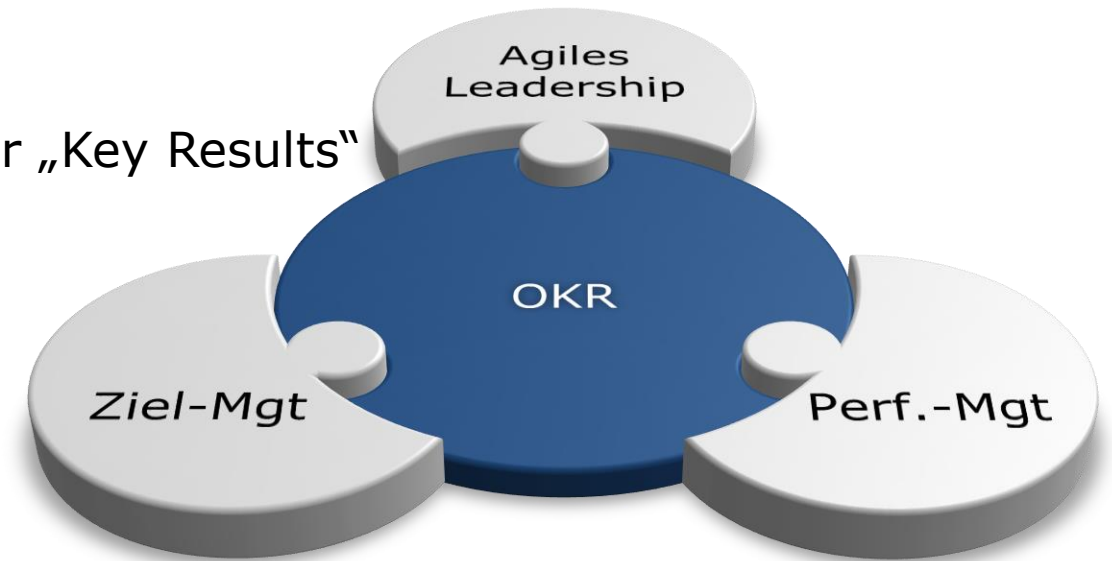 Agiles
Leadership
r „Key Results“
OKR
Ziel-Mgt
Perf.-Mgt